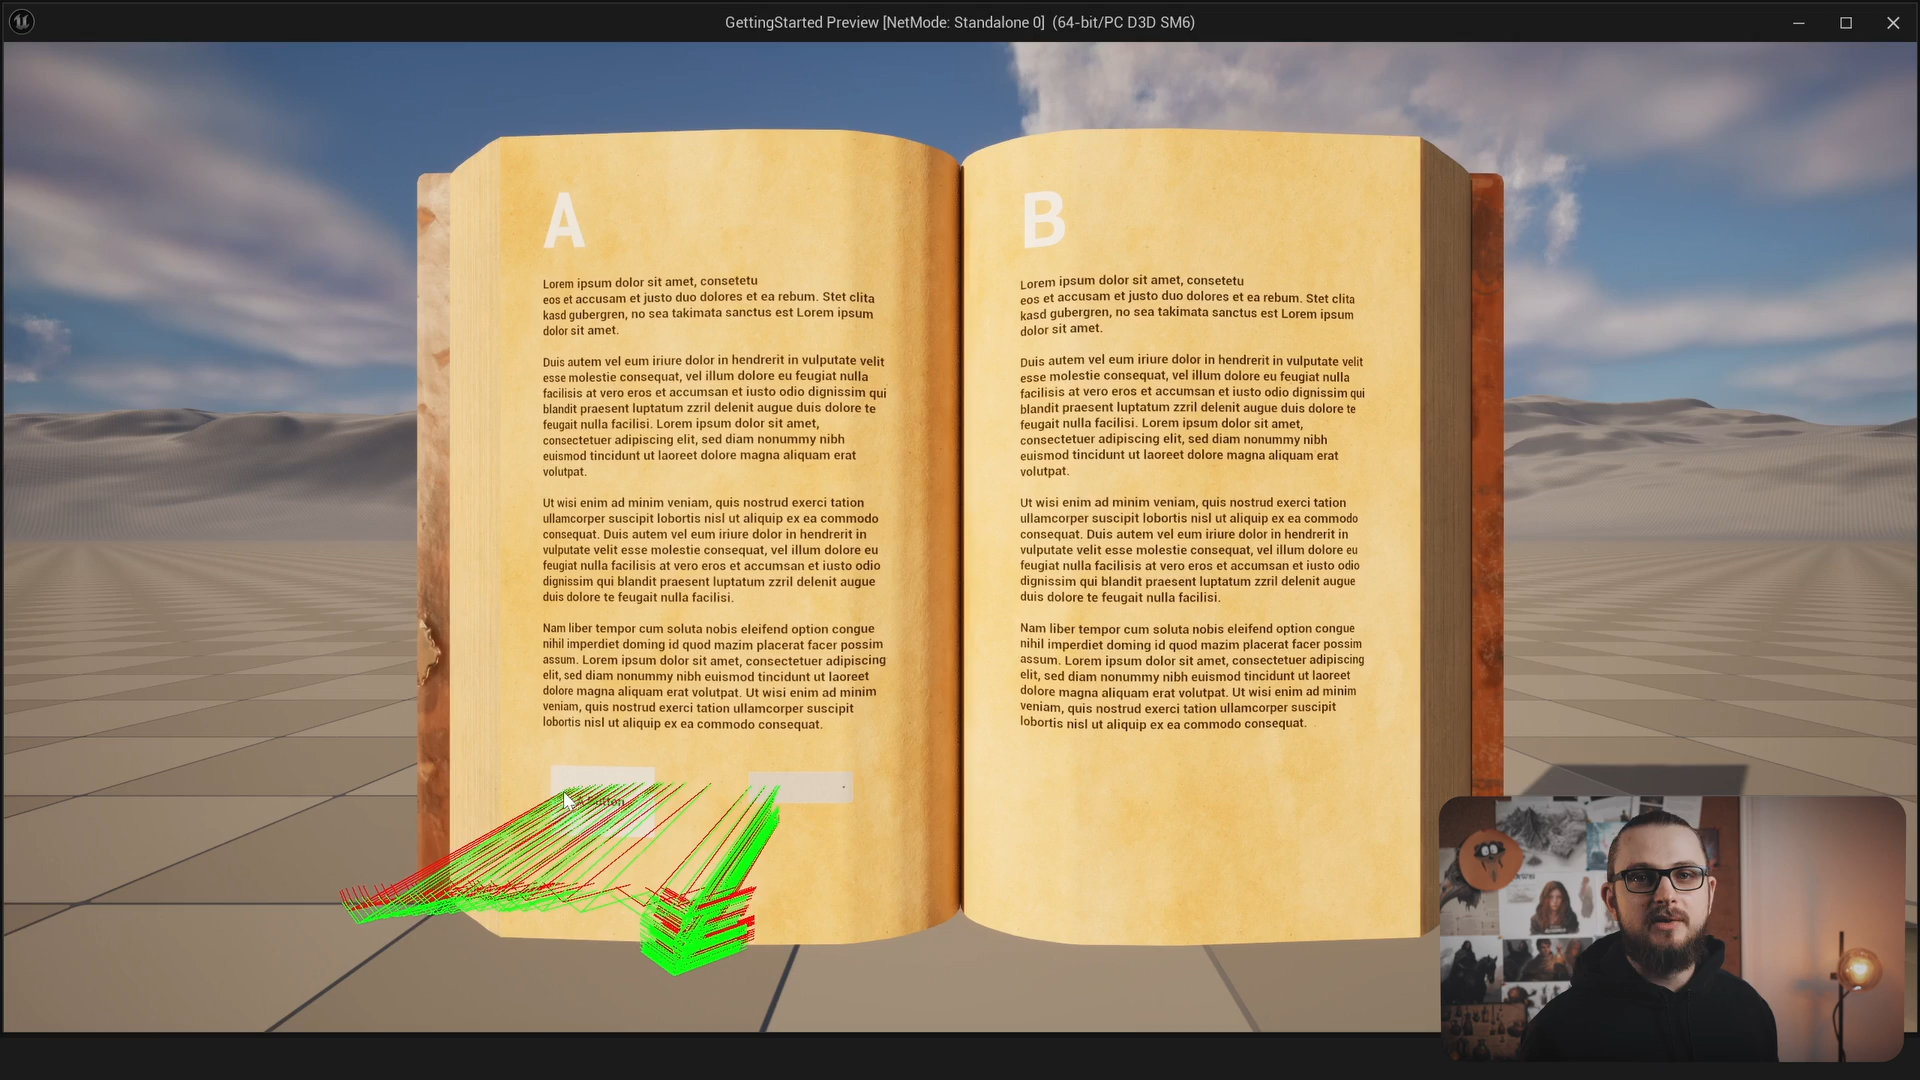 GettingStarted Preview [NetMode: Standalone 0] (64-bit/PC D3D SM6)
A
Lorem ipsum dolor sit amet, consetetu
eos et accusam et justo duo dolores et ea rebum. Stet clita
kasd gubergren, no sea takimata sanctus est Lorem ipsum
dolor sit amet.
Duis autem vel eum iriure dolor in hendrerit in vulputate velit
esse molestie consequat, vel illum dolore eu feugiat nulla
facilisis at vero eros et accumsan et iusto odio dignissim qui
blandit praesent luptatum zzril delenit augue duis dolore te
feugait nulla facilisi. Lorem ipsum dolor sit amet,
consectetuer adipiscing elit, sed diam nonummy nibh
euismod tincidunt ut laoreet dolore magna aliquam erat
volutpat.
Ut wisi enim ad minim veniam, quis nostrud exerci tation
ullamcorper suscipit lobortis nisl ut aliquip ex ea commodo
consequat. Duis autem vel eum iriure dolor in hendrerit in
vulputate velit esse molestie consequat, vel illum dolore eu
feugiat nulla facilisis at vero eros et accumsan et iusto odio
dignissim qui blandit praesent luptatum zzril delenit augue
duis dolore te feugait nulla facilisi.
Nam liber tempor cum soluta nobis eleifend option congue
nihil imperdiet doming id quod mazim placerat facer possim
assum. Lorem ipsum dolor sit amet, consectetuer adipiscing
elit, sed diam nonummy nibh euismod tincidunt ut laoreet
dolore magna aliquam erat volutpat. Ut wisi enim ad minim
veniam, quis nostrud exerci tation ullamcorper suscipit
lobortis nisl ut aliquip ex ea commodo consequat.
Button
B
Lorem ipsum dolor sit amet, consetetu
eos et accusam et justo duo dolores et ea rebum. Stet clita
kasd gubergren, no sea takimata sanctus est Lorem ipsum
dolor sit amet.
Duis autem vel eum iriure dolor in hendrerit in vulputate velit
esse molestie consequat, vel illum dolore eu feugiat nulla
facilisis at vero eros et accumsan et iusto odio dignissim qui
blandit praesent luptatum zzril delenit augue duis dolore te
feugait nulla facilisi. Lorem ipsum dolor sit amet,
consectetuer adipiscing elit, sed diam nonummy nibh
euismod tincidunt ut laoreet dolore magna aliquam erat
volutpat.
Ut wisi enim ad minim veniam, quis nostrud exerci tation
ullamcorper suscipit lobortis nisl ut aliquip ex ea commodo
consequat. Duis autem vel eum iriure dolor in hendrerit in
vulputate velit esse molestie consequat, vel illum dolore eu
feugiat nulla facilisis at vero eros et accumsan et iusto odio
dignissim qui blandit praesent luptatum zzril delenit augue
duis dolore te feugait nulla facilisi.
Nam liber tempor cum soluta nobis eleifend option congue
nihil imperdiet doming id quod mazim placerat facer possim
assum. Lorem ipsum dolor sit amet, consectetuer adipiscing
elit, sed diam nonummy nibh euismod tincidunt ut laoreet
dolore magna aliquam erat volutpat. Ut wisi enim ad minim
veniam, quis nostrud exerci tation ullamcorper suscipit
lobortis nisl ut aliquip ex ea commodo consequat.